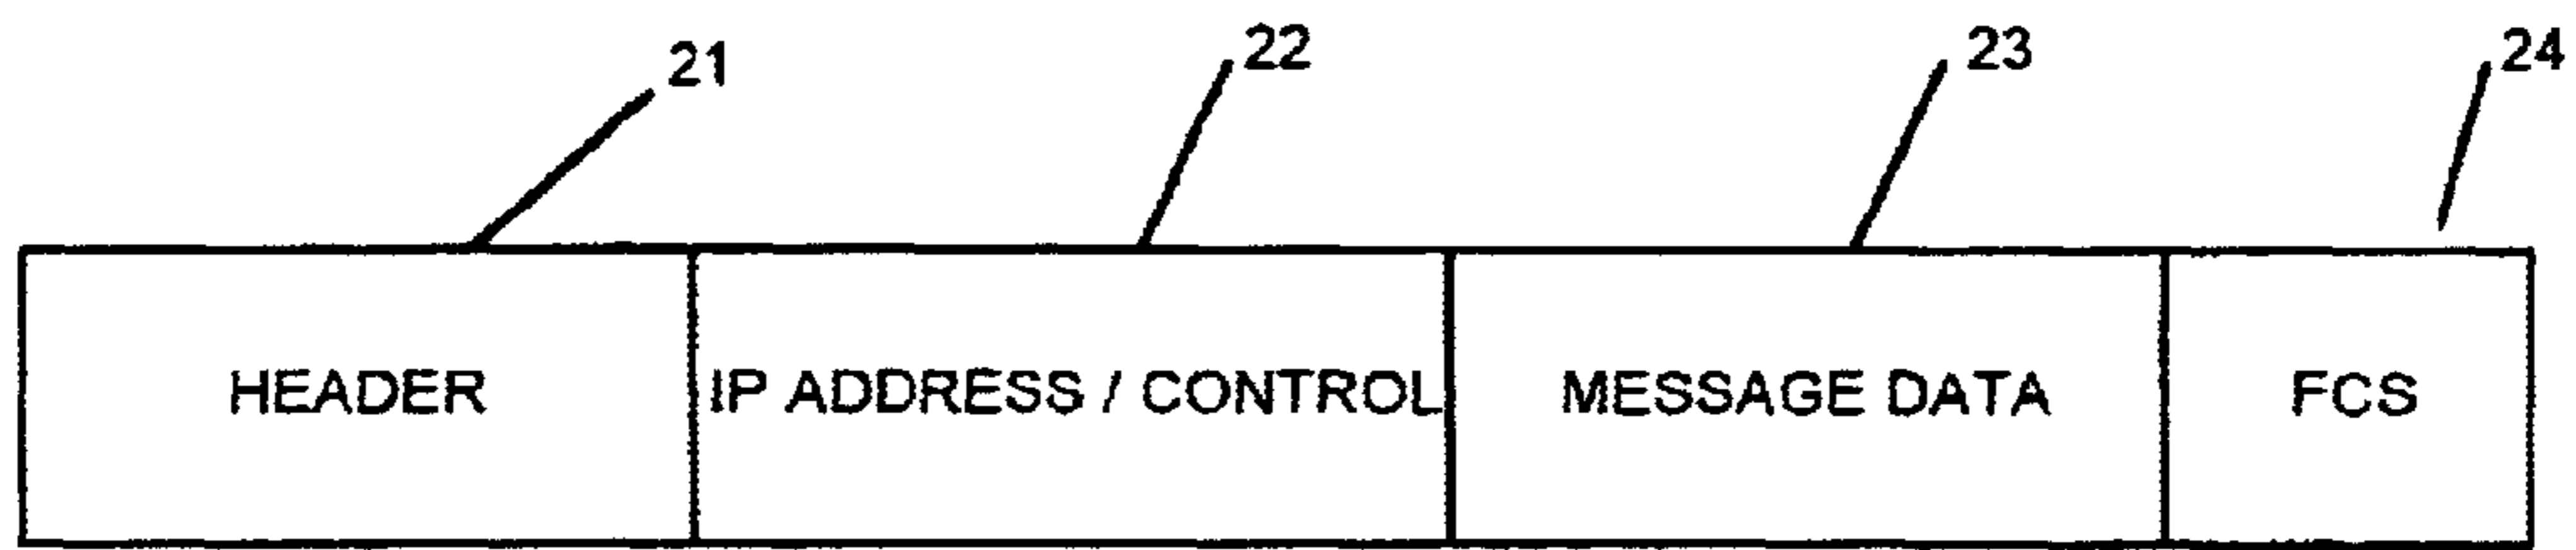 21 22 23 24
HEADER IP ADDRESS / CONTROL MESSAGE DATA FCS